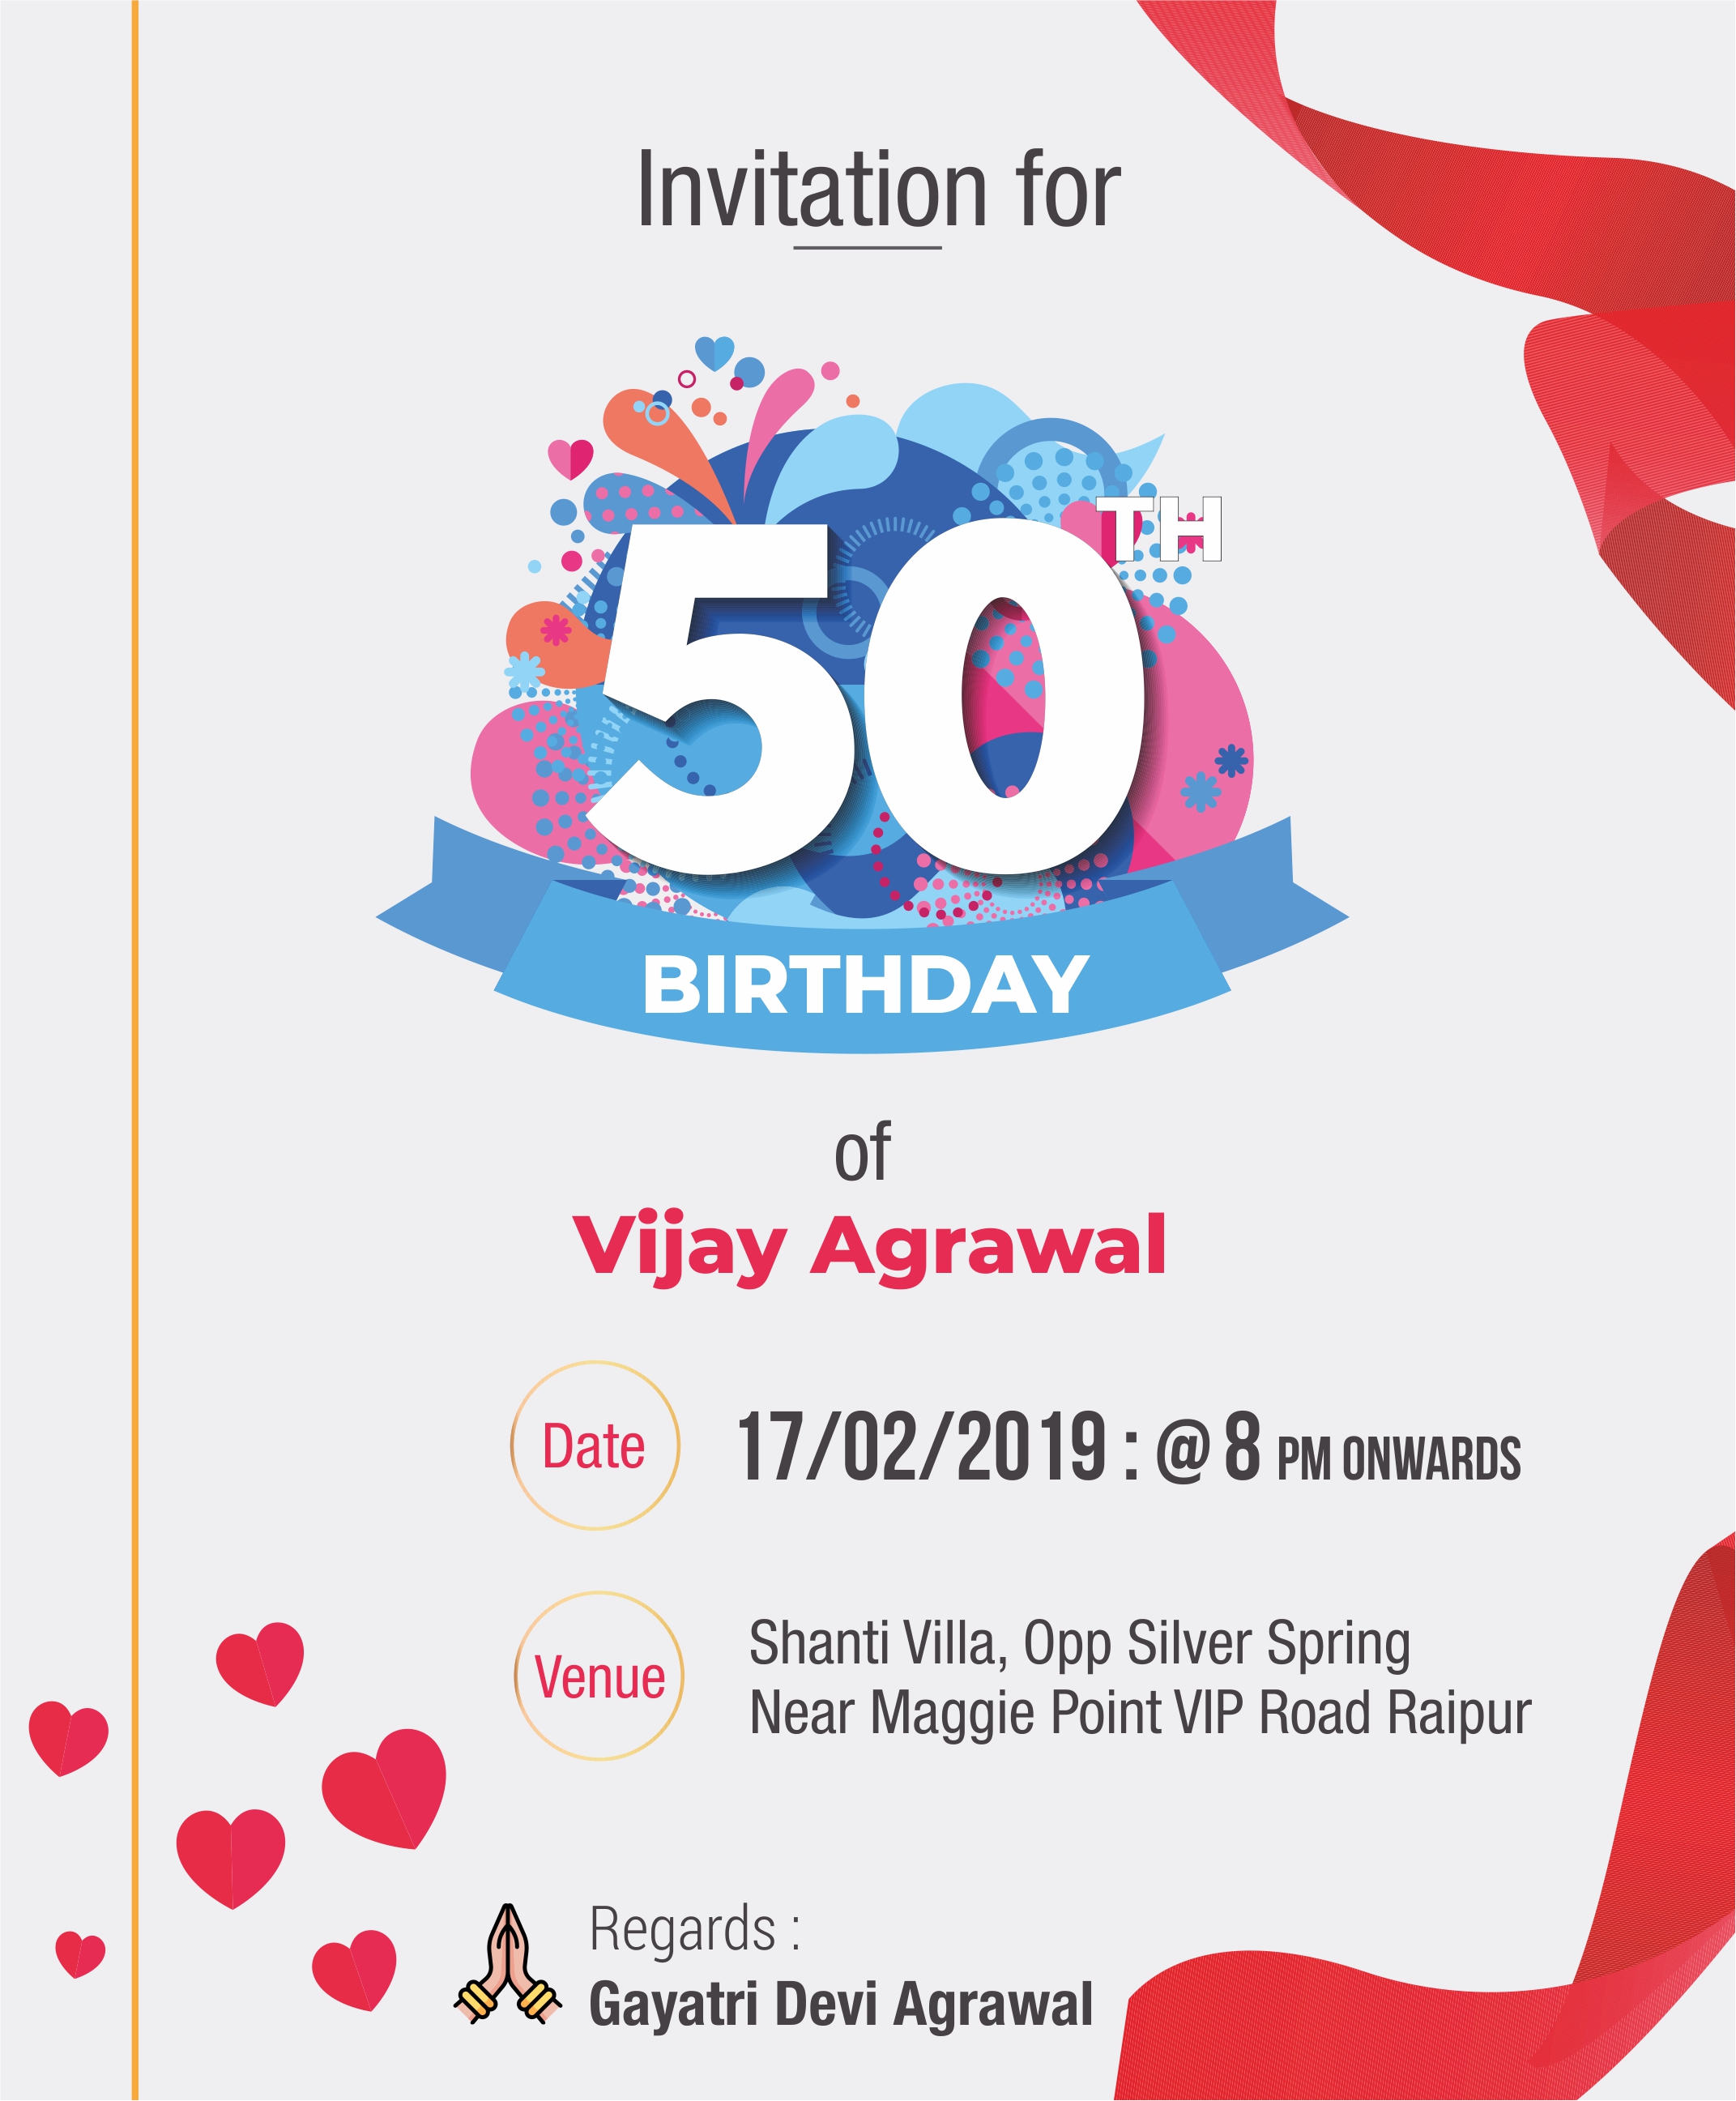 Invitation for
50TH
BIRTHDAY
of
Vijay Agrawal
Date 17/02/2019 : @ 8 PM ONWARDS
Venue Shanti Villa, Opp Silver Spring
Near Maggie Point VIP Road Raipur
Regards :
Gayatri Devi Agrawal